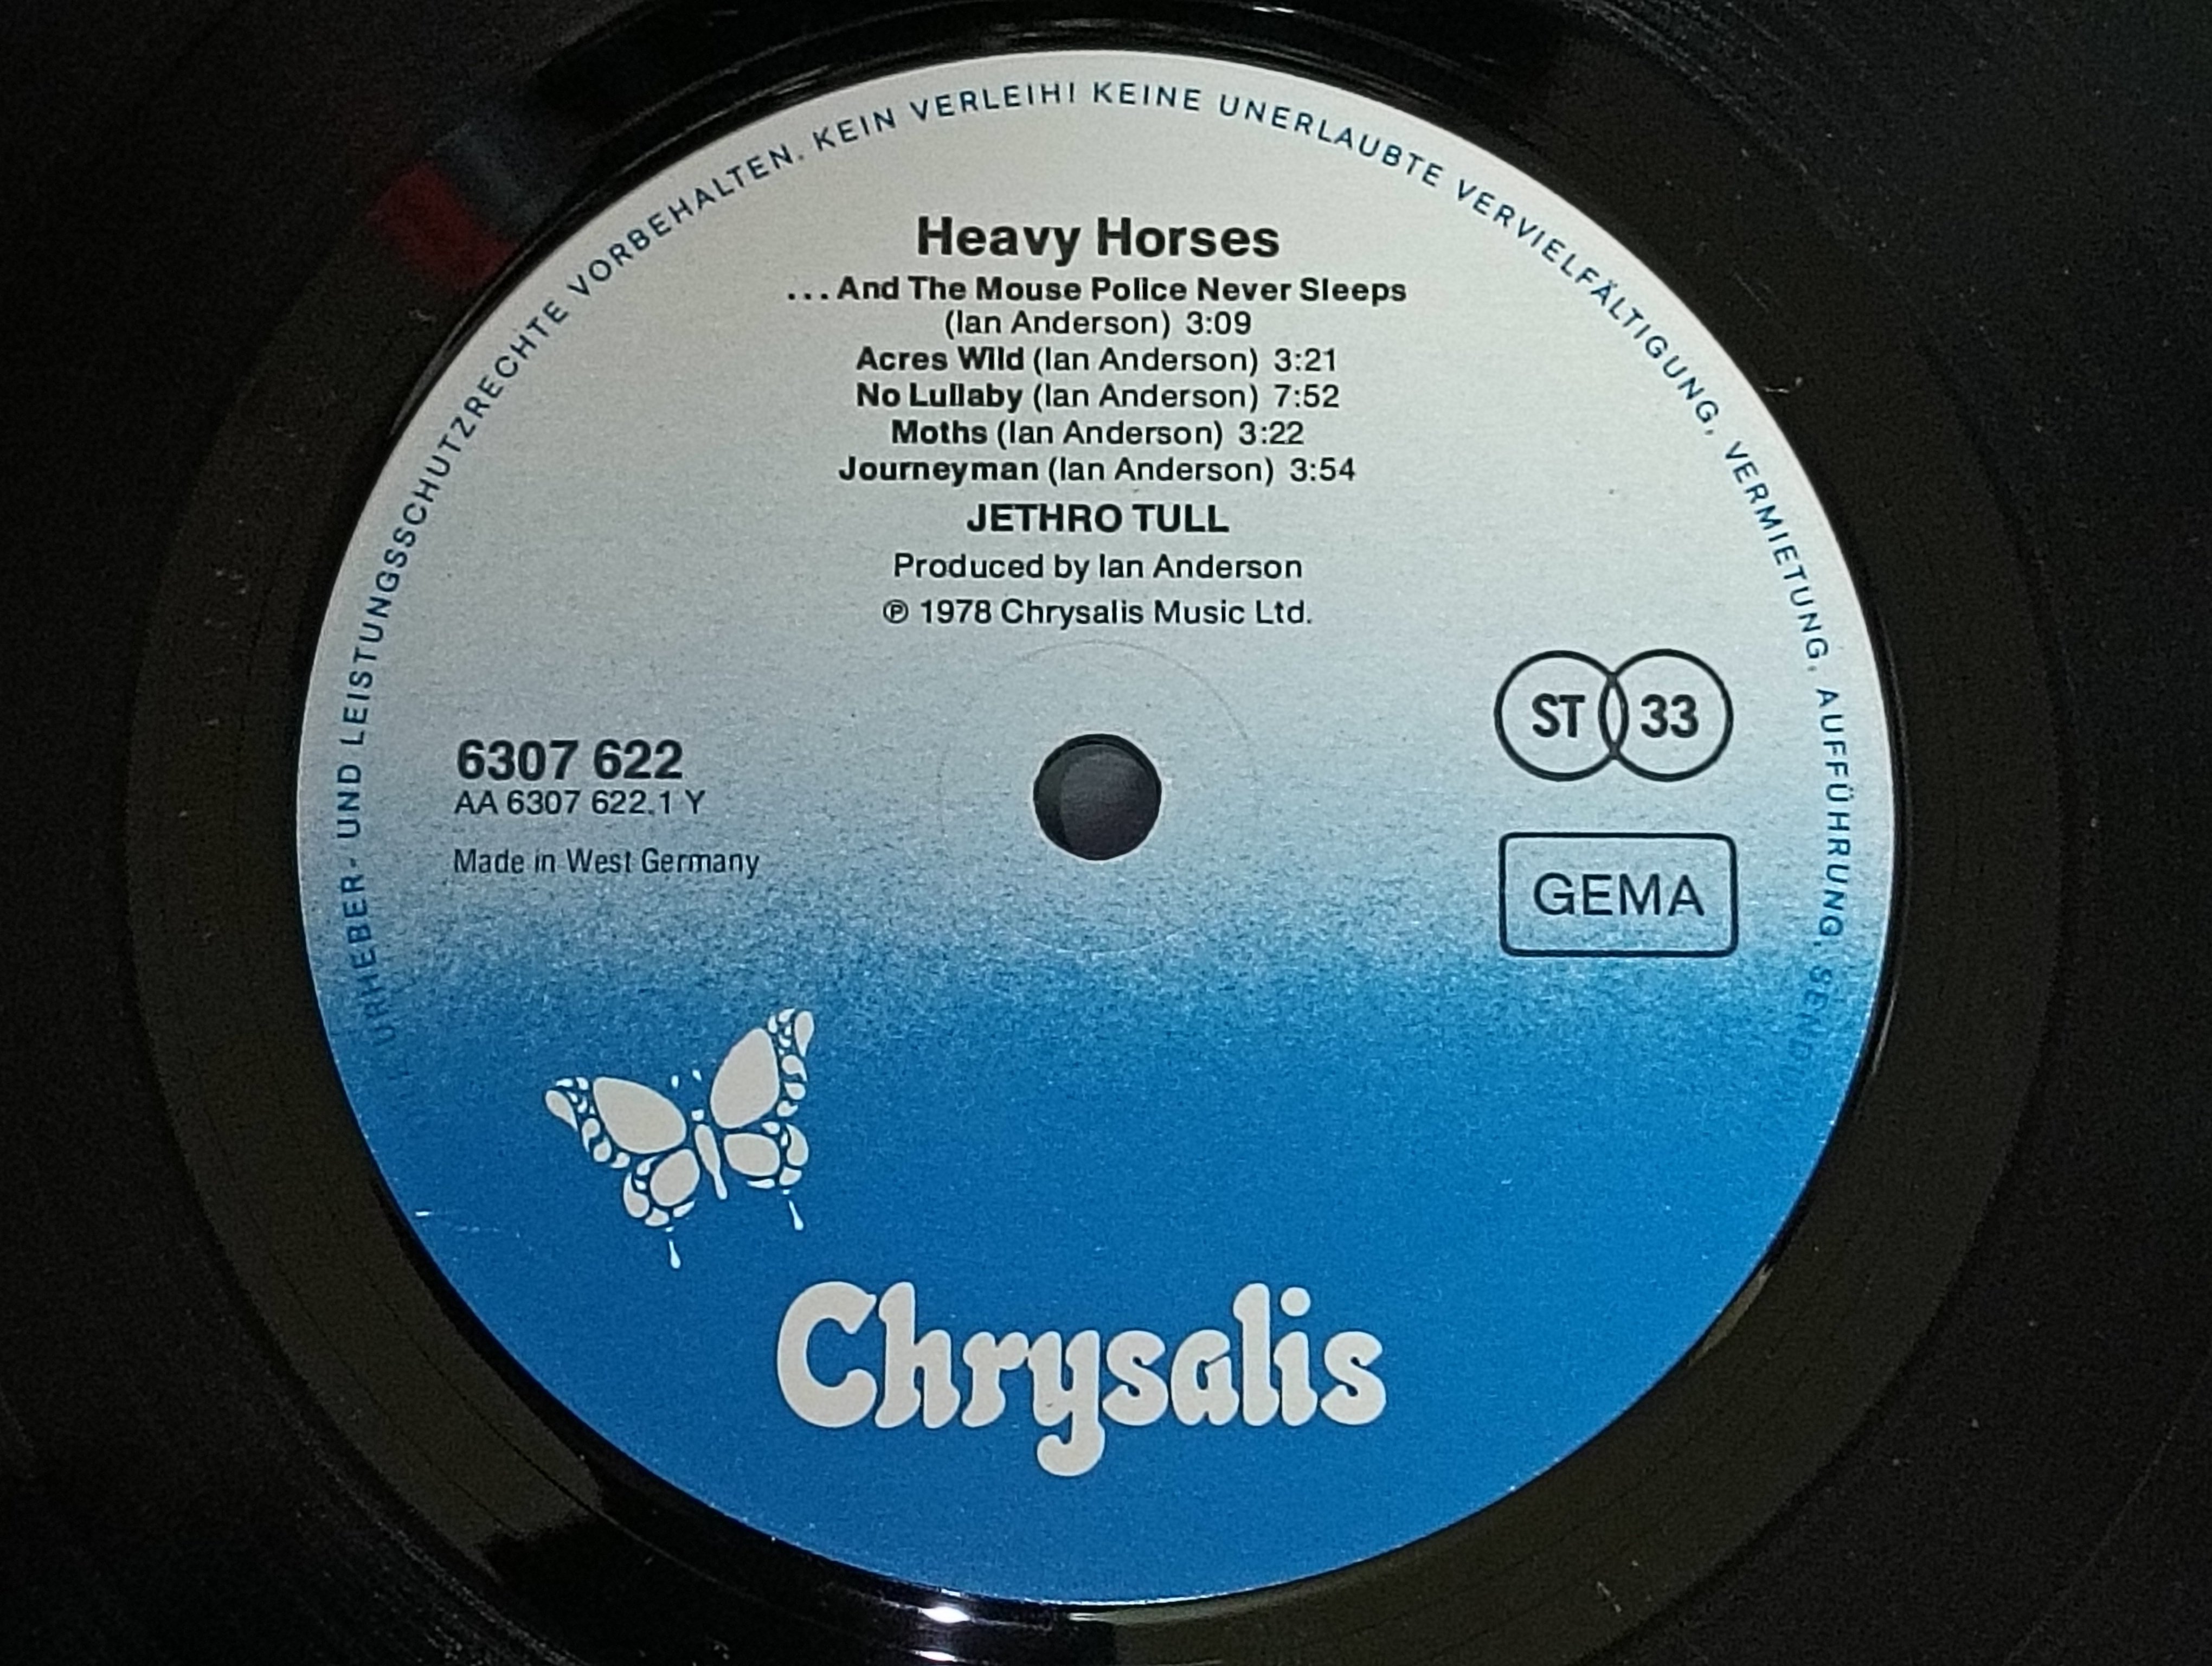 URHEBER- UND LEISTUNGSSCHUTZRECHTE VORBEHALTEN. KEIN VERLEIH! KEINE UNERLAUBTE VERVIELFÄLTIGUNG, VERMIETUNG, AUFFÜHRUNG,
Heavy Horses
...And The Mouse Police Never Sleeps
(Ian Anderson) 3:09
Acres Wild (Ian Anderson) 3:21
No Lullaby (Ian Anderson) 7:52
Moths (Ian Anderson) 3:22
Journeyman (Ian Anderson) 3:54
JETHRO TULL
Produced by Ian Anderson
℗ 1978 Chrysalis Music Ltd.
ST 33
6307 622
AA 6307 622.1 Y
Made in West Germany
GEMA
Chrysalis